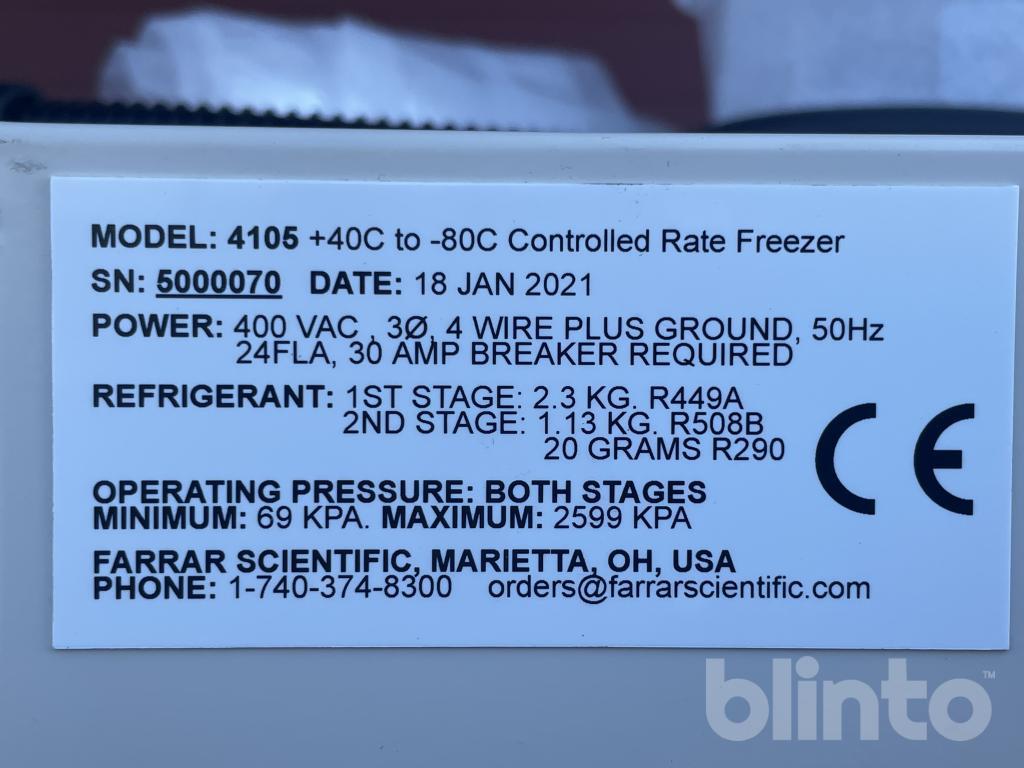 MODEL: 4105 +40C to -80C Controlled Rate Freezer
SN: 5000070 DATE: 18 JAN 2021
POWER: 400 VAC , 3Ø, 4 WIRE PLUS GROUND, 50Hz
24FLA, 30 AMP BREAKER REQUIRED
REFRIGERANT: 1ST STAGE: 2.3 KG. R449A
2ND STAGE: 1.13 KG. R508B
20 GRAMS R290
CE
OPERATING PRESSURE: BOTH STAGES
MINIMUM: 69 KPA. MAXIMUM: 2599 KPA
FARRAR SCIENTIFIC, MARIETTA, OH, USA
PHONE: 1-740-374-8300 orders@farrarscientific.com
blinto™